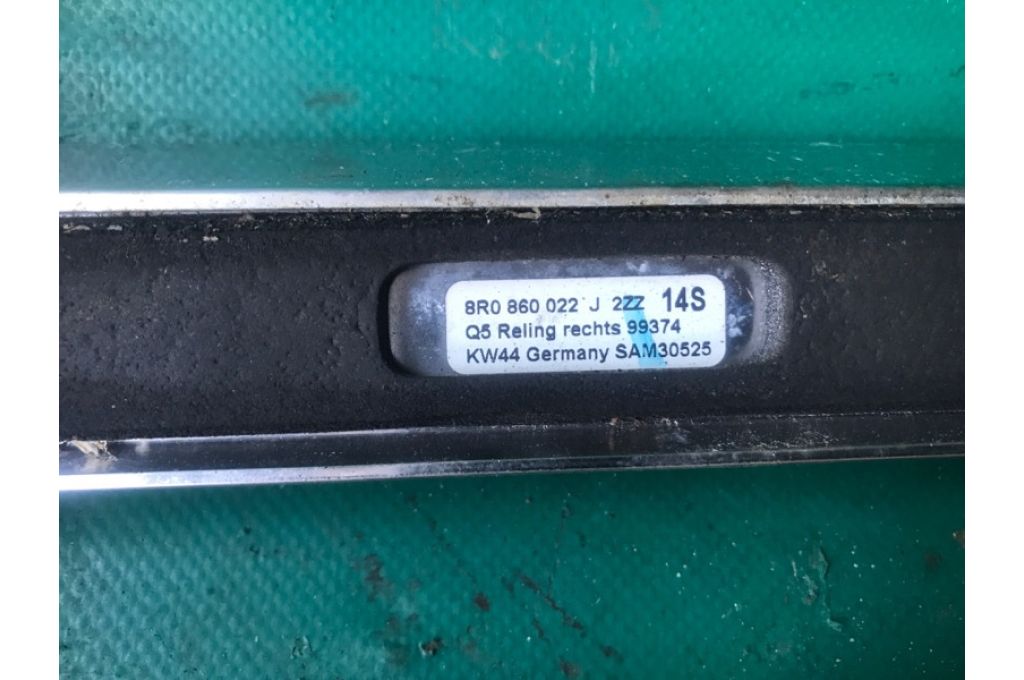 8R0 860 022 J 2ZZ 14S
Q5 Reling rechts 99374
KW44 Germany SAM30525